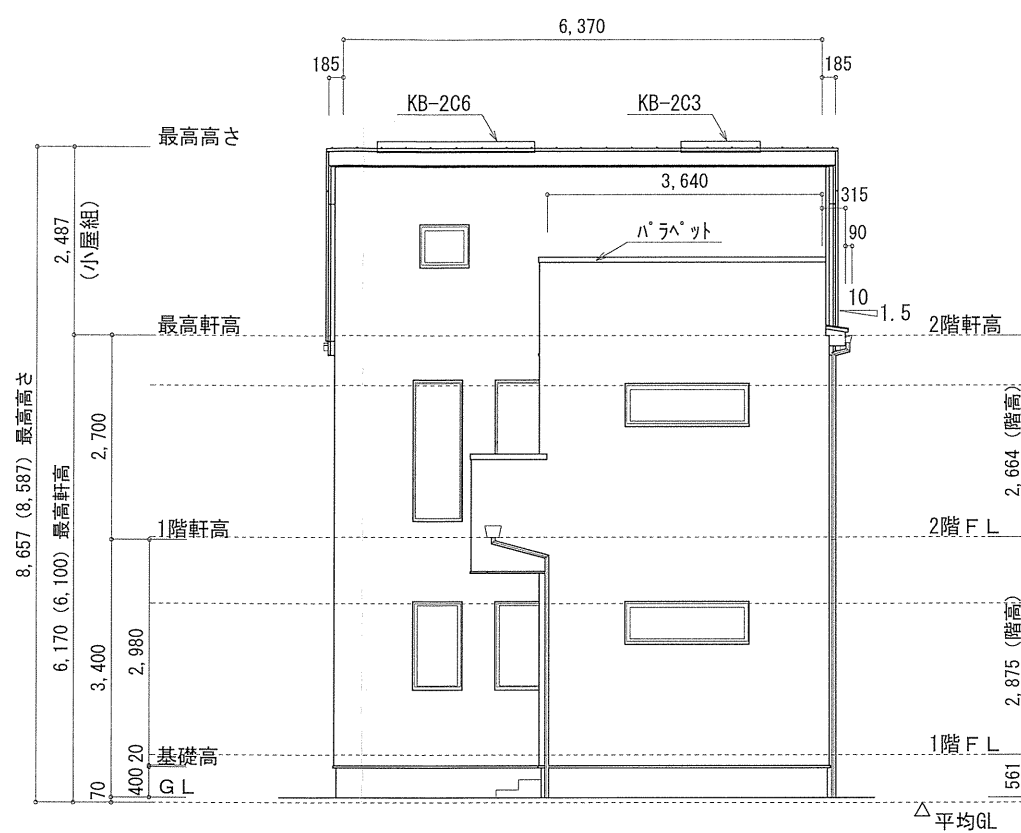 6,370
185
185
KB-2C6
KB-2C3
最高高さ
3,640
315
パラペット
90
2,487
(小屋組)
10
1.5
最高軒高
2階軒高
8,657 (8,587) 最高高さ
6,170 (6,100) 最高軒高
2,700
2,664 (階高)
1階軒高
2階ＦＬ
3,400
2,980
2,875 (階高)
基礎高
1階ＦＬ
20
400
70
ＧＬ
561
△ 平均GL